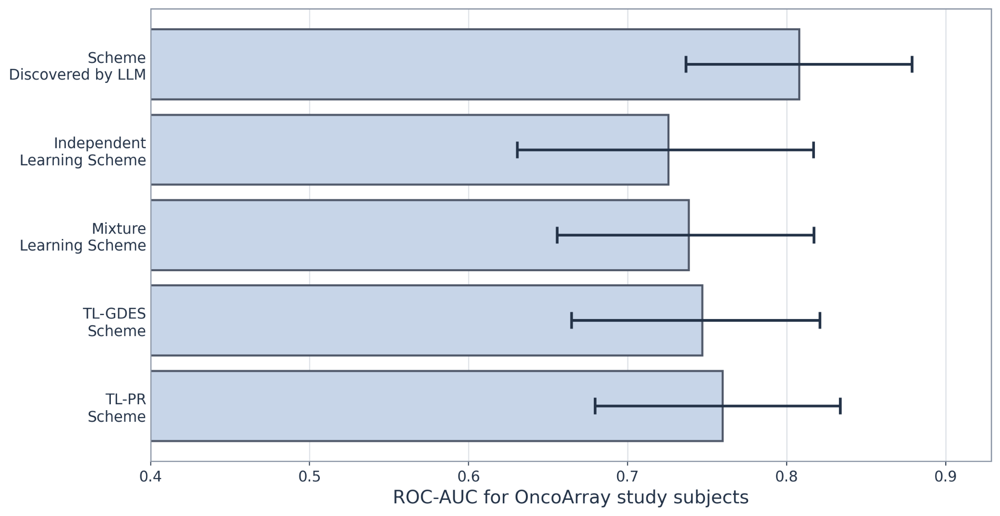 Scheme
Discovered by LLM
Independent
Learning Scheme
Mixture
Learning Scheme
TL-GDES
Scheme
TL-PR
Scheme
0.4 0.5 0.6 0.7 0.8 0.9
ROC-AUC for OncoArray study subjects